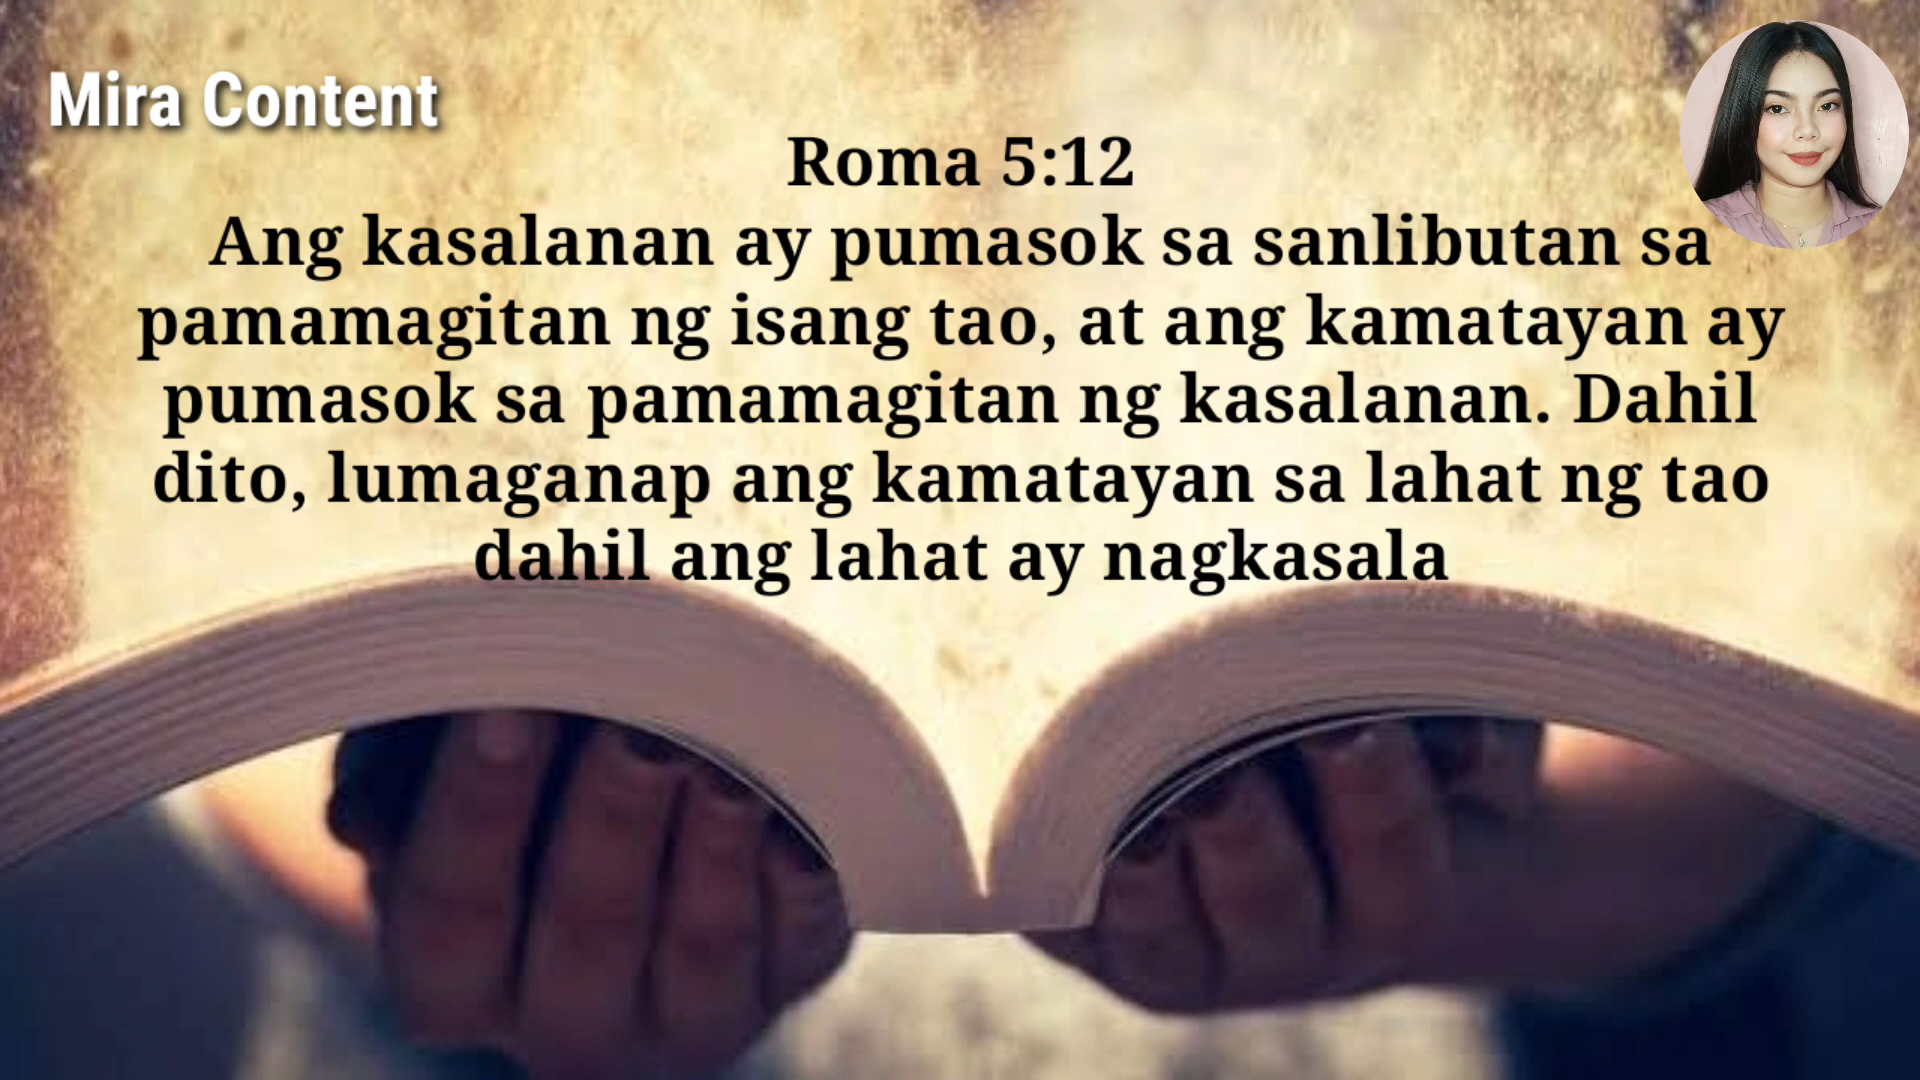 Mira Content
Roma 5:12
Ang kasalanan ay pumasok sa sanlibutan sa
pamamagitan ng isang tao, at ang kamatayan ay
pumasok sa pamamagitan ng kasalanan. Dahil
dito, lumaganap ang kamatayan sa lahat ng tao
dahil ang lahat ay nagkasala